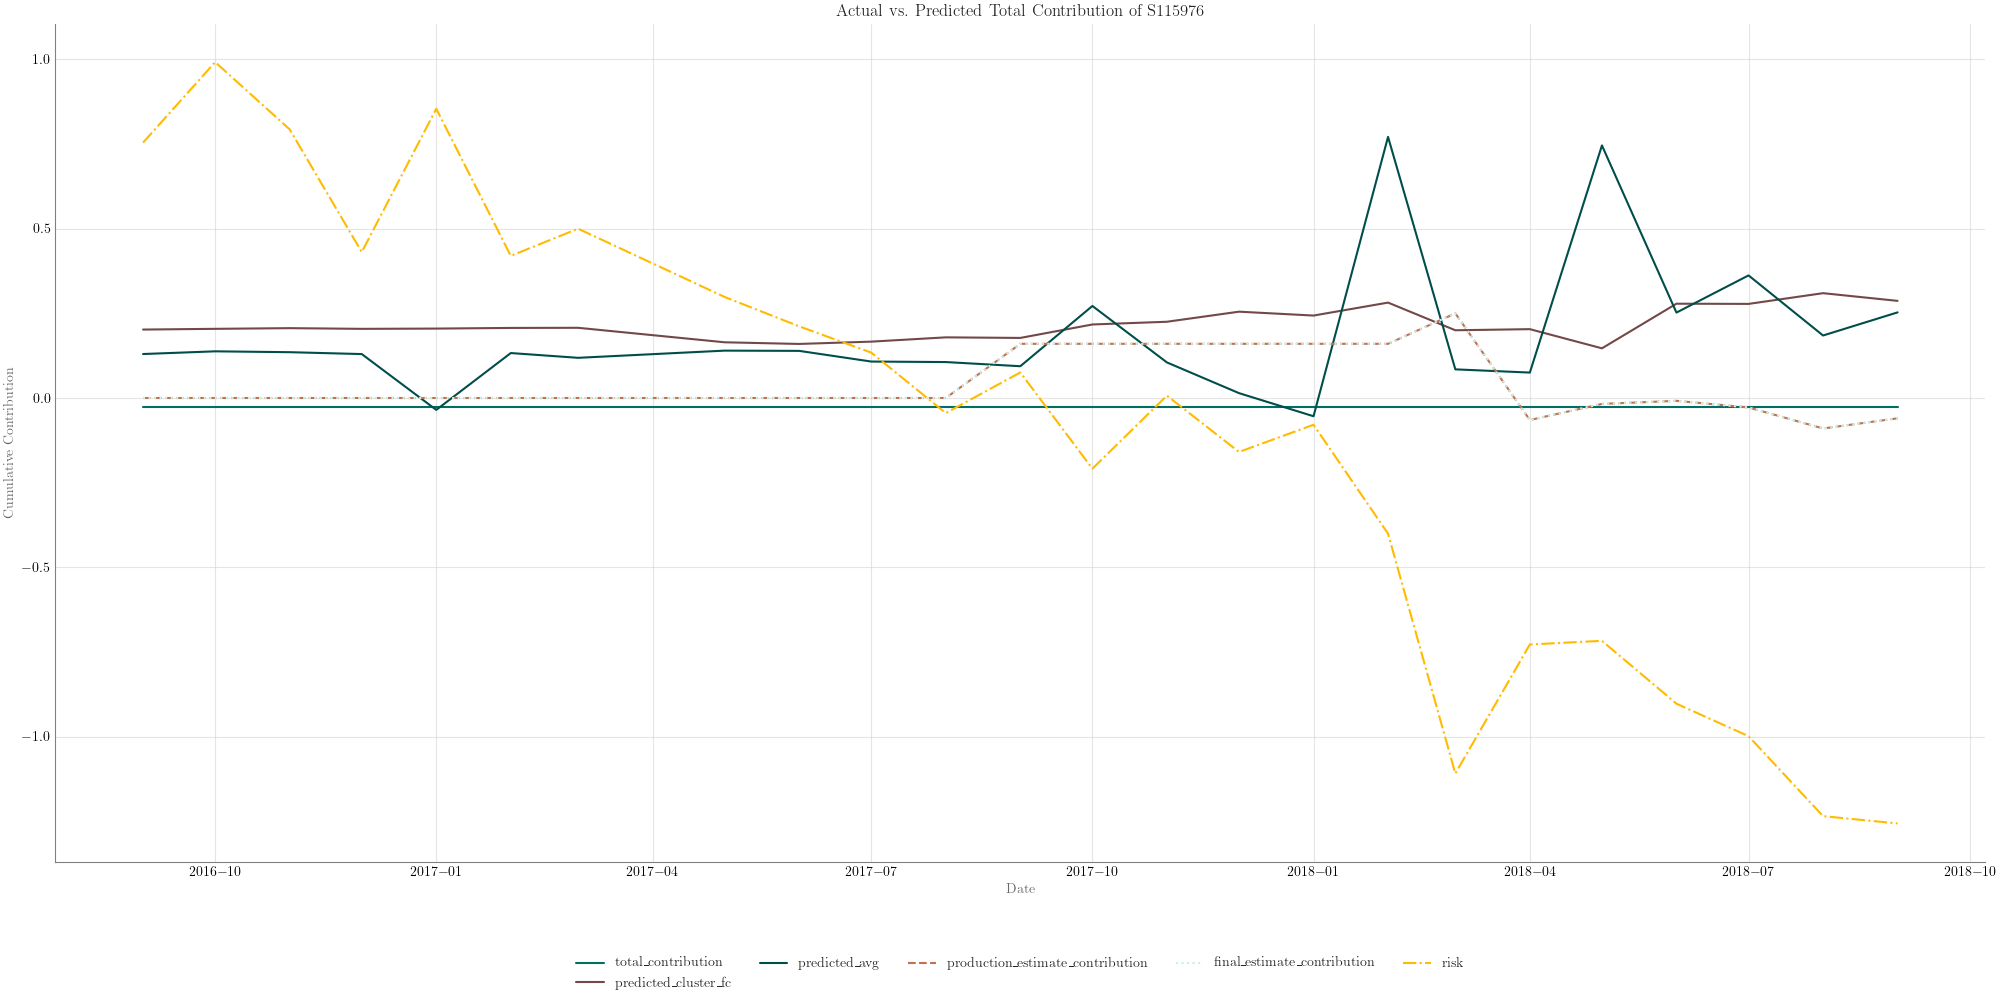 Actual vs. Predicted Total Contribution of S115976
1.0
0.5
0.0
−0.5
−1.0
Cumulative Contribution
2016−10 2017−01 2017−04 2017−07 2017−10 2018−01 2018−04 2018−07 2018−10
Date
total_contribution predicted_avg production_estimate_contribution final_estimate_contribution risk
predicted_cluster_fc